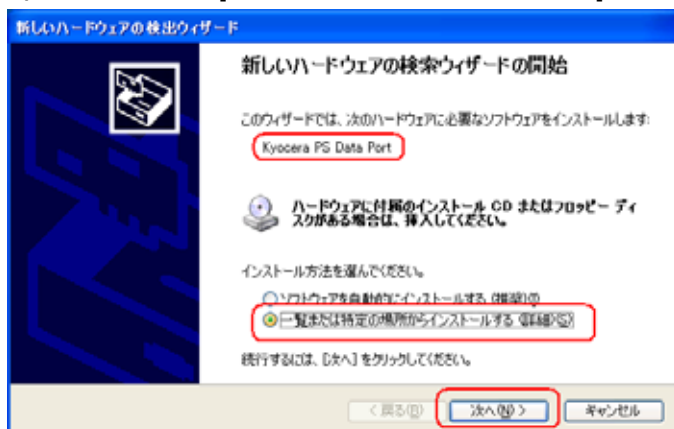 新しいハードウェアの検出ウィザード
新しいハードウェアの検索ウィザードの開始
このウィザードでは、次のハードウェアに必要なソフトウェアをインストールします:
Kyocera PS Data Port
ハードウェアに付属のインストール CD またはフロッピー ディ
スクがある場合は、挿入してください。
インストール方法を選んでください。
ソフトウェアを自動的にインストールする (推奨)(I)
一覧または特定の場所からインストールする (詳細)(S)
続行するには、[次へ] をクリックしてください。
< 戻る(B)
次へ(N) >
キャンセル